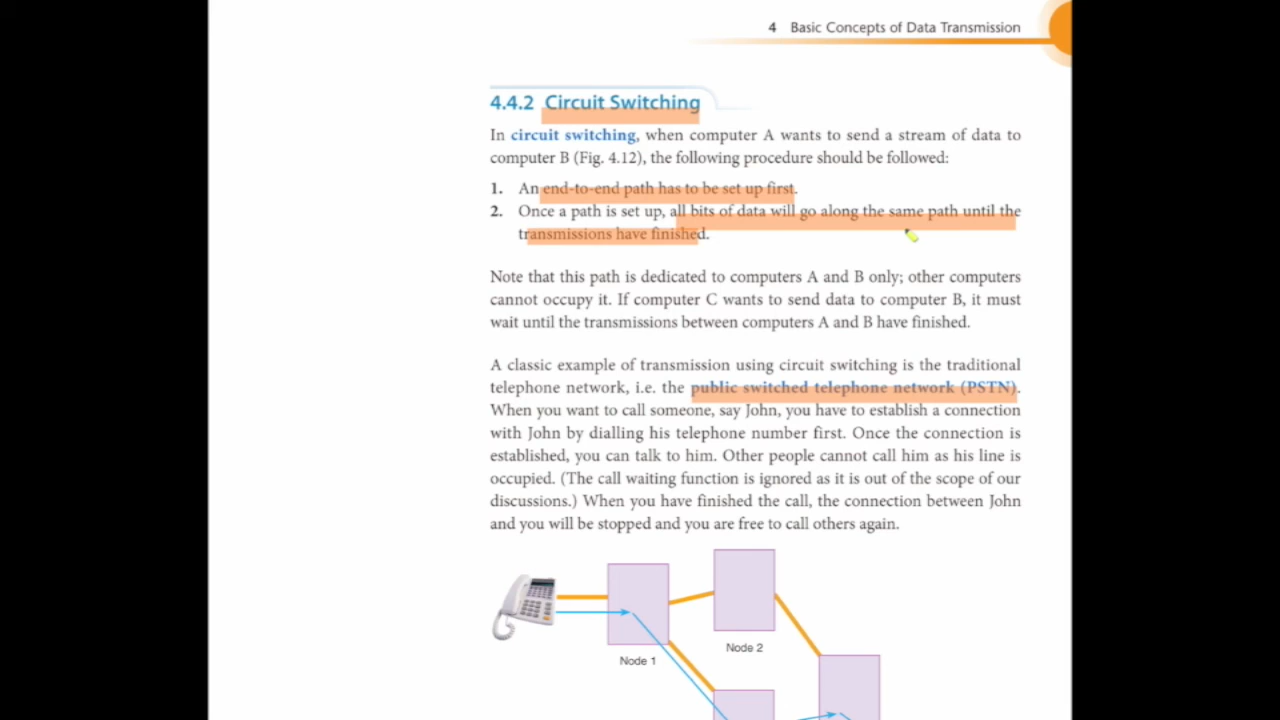 4 Basic Concepts of Data Transmission
4.4.2 Circuit Switching
In circuit switching, when computer A wants to send a stream of data to
computer B (Fig. 4.12), the following procedure should be followed:
1. An end-to-end path has to be set up first.
2. Once a path is set up, all bits of data will go along the same path until the
transmissions have finished.
Note that this path is dedicated to computers A and B only; other computers
cannot occupy it. If computer C wants to send data to computer B, it must
wait until the transmissions between computers A and B have finished.
A classic example of transmission using circuit switching is the traditional
telephone network, i.e. the public switched telephone network (PSTN).
When you want to call someone, say John, you have to establish a connection
with John by dialling his telephone number first. Once the connection is
established, you can talk to him. Other people cannot call him as his line is
occupied. (The call waiting function is ignored as it is out of the scope of our
discussions.) When you have finished the call, the connection between John
and you will be stopped and you are free to call others again.
Node 2
Node 1